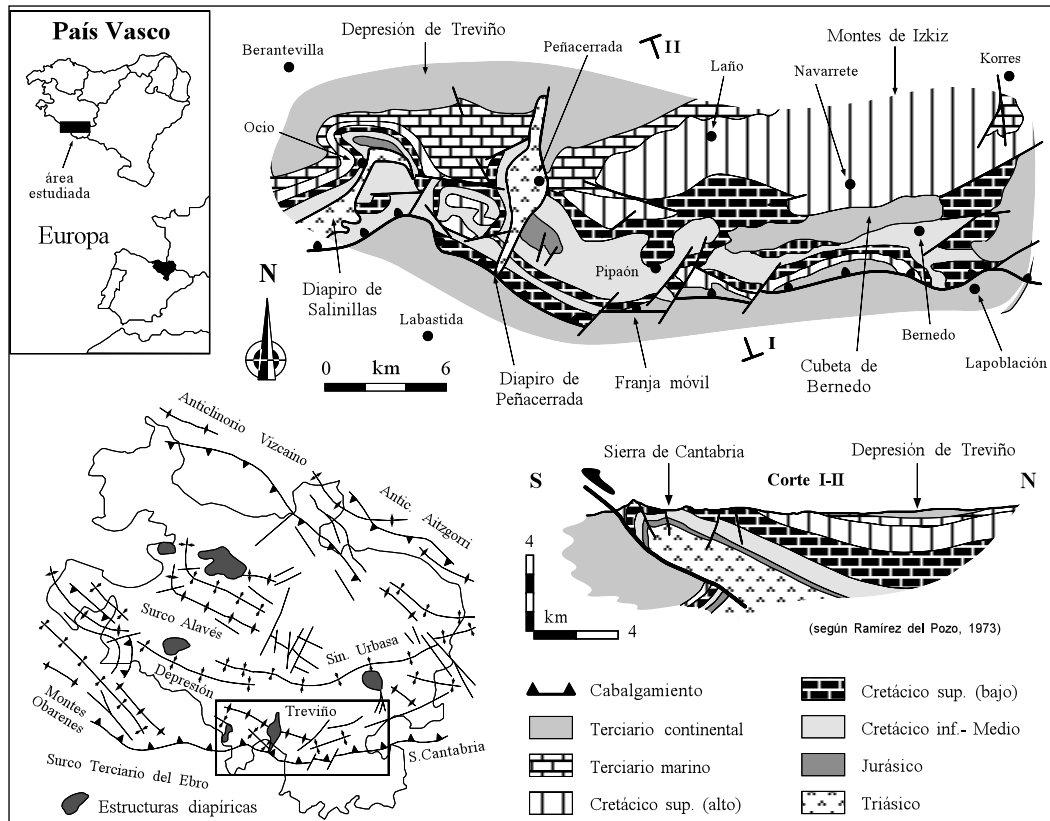 País Vasco
área
estudiada
Europa
Depresión de Treviño
Berantevilla
Peñacerrada
II
Montes de Izkiz
Laño
Navarrete
Korres
Ocio
N
Diapiro de
Salinillas
Labastida
Pipaón
I
0 km 6
Diapiro de
Peñacerrada
Franja móvil
Cubeta de
Bernedo
Bernedo
Lapoblación
Anticlinorio Vizcaino
Antic. Aitzgorri
Surco Alavés
Sin. Urbasa
Depresión
Treviño
Montes
Obarenes
S.Cantabria
Surco Terciario del Ebro
Estructuras diapíricas
Sierra de Cantabria
Depresión de Treviño
S
Corte I-II
N
4
km
4
(según Ramírez del Pozo, 1973)
Cabalgamiento
Terciario continental
Terciario marino
Cretácico sup. (alto)
Cretácico sup. (bajo)
Cretácico inf.- Medio
Jurásico
Triásico